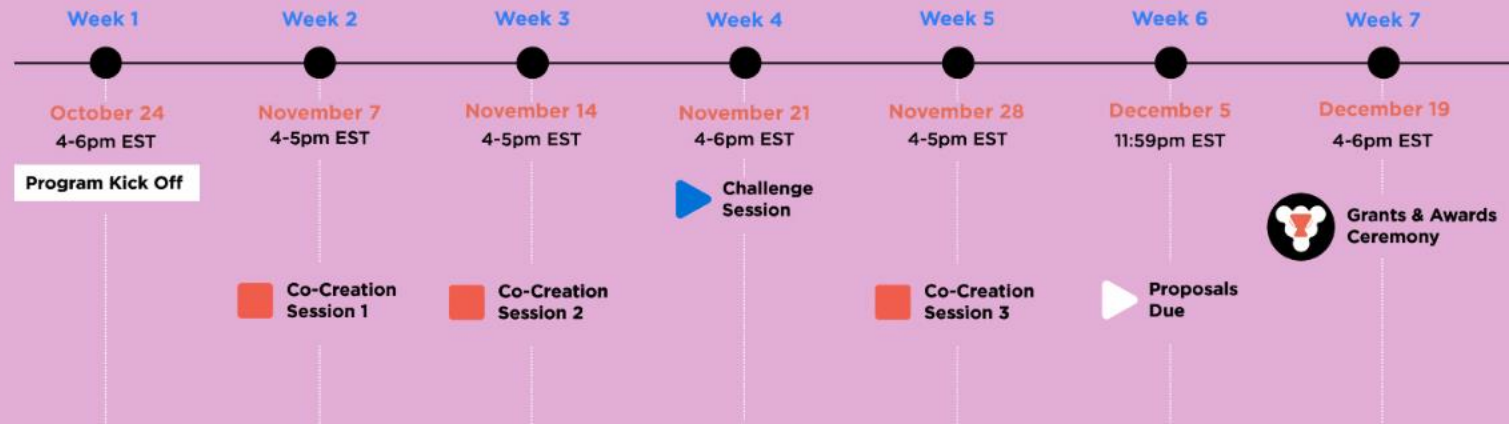 Week 1
Week 2
Week 3
Week 4
Week 5
Week 6
Week 7
October 24
4-6pm EST
Program Kick Off
November 7
4-5pm EST
Co-Creation
Session 1
November 14
4-5pm EST
Co-Creation
Session 2
November 21
4-6pm EST
Challenge
Session
November 28
4-5pm EST
Co-Creation
Session 3
December 5
11:59pm EST
Proposals
Due
December 19
4-6pm EST
Grants & Awards
Ceremony